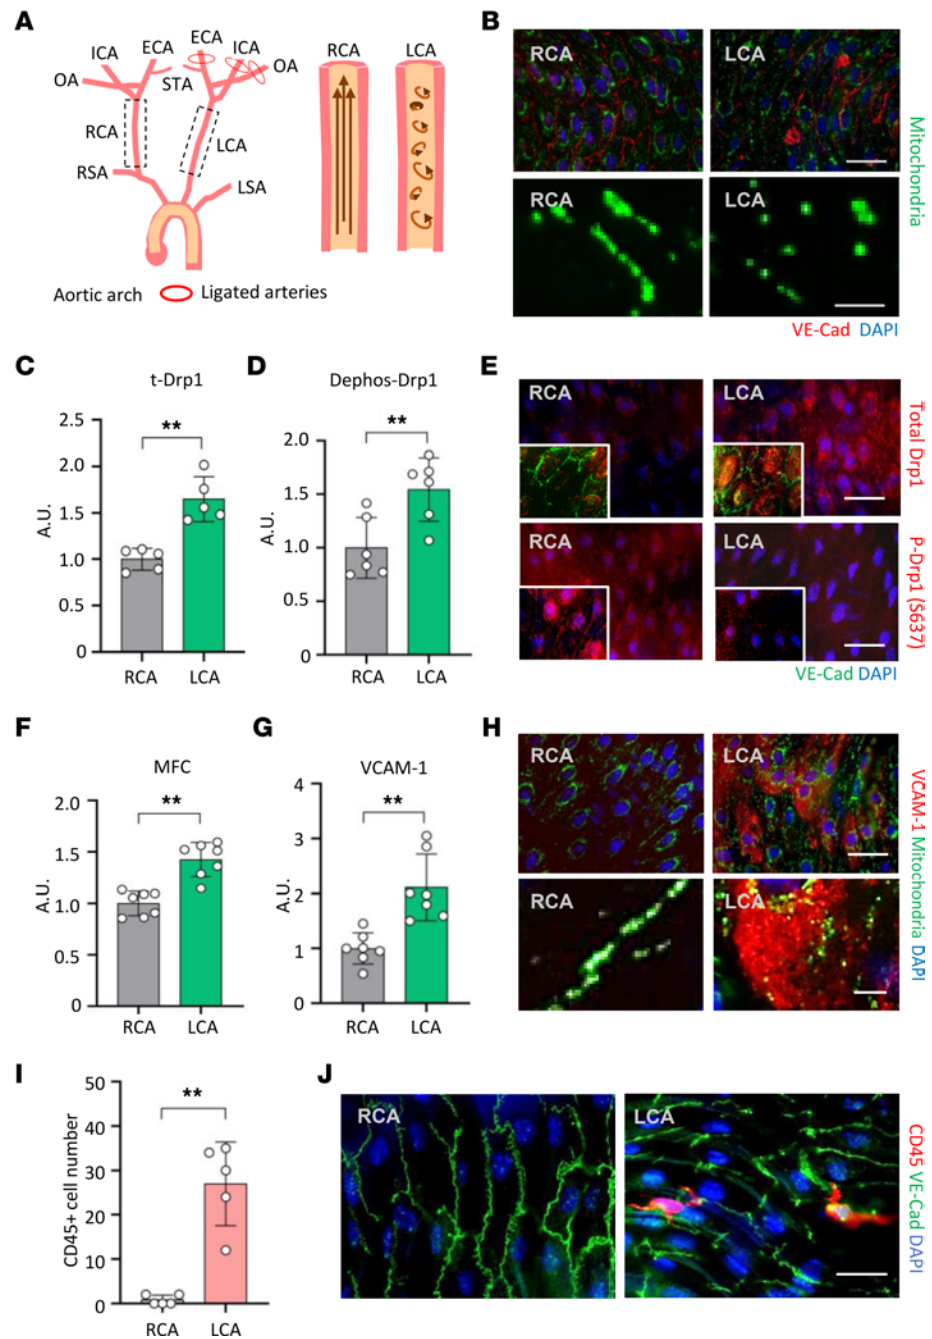 A
ICA
ECA
ECA
ICA
OA
STA
OA
RCA
LCA
RSA
LSA
RCA
LCA
Aortic arch
Ligated arteries
B
RCA
LCA
RCA
LCA
Mitochondria
VE-Cad DAPI
C
t-Drp1
2.5
2.0
1.5
1.0
0.5
0
A.U.
**
RCA
LCA
D
Dephos-Drp1
2.0
1.5
1.0
0.5
0
A.U.
**
RCA
LCA
E
RCA
LCA
RCA
LCA
Total Drp1
P-Drp1 (S637)
VE-Cad DAPI
F
MFC
2.0
1.5
1.0
0.5
0
A.U.
**
RCA
LCA
G
VCAM-1
4
3
2
1
0
A.U.
**
RCA
LCA
H
RCA
LCA
RCA
LCA
VCAM-1 Mitochondria DAPI
I
50
40
30
20
10
0
CD45+ cell number
**
RCA
LCA
J
RCA
LCA
CD45 VE-Cad DAPI